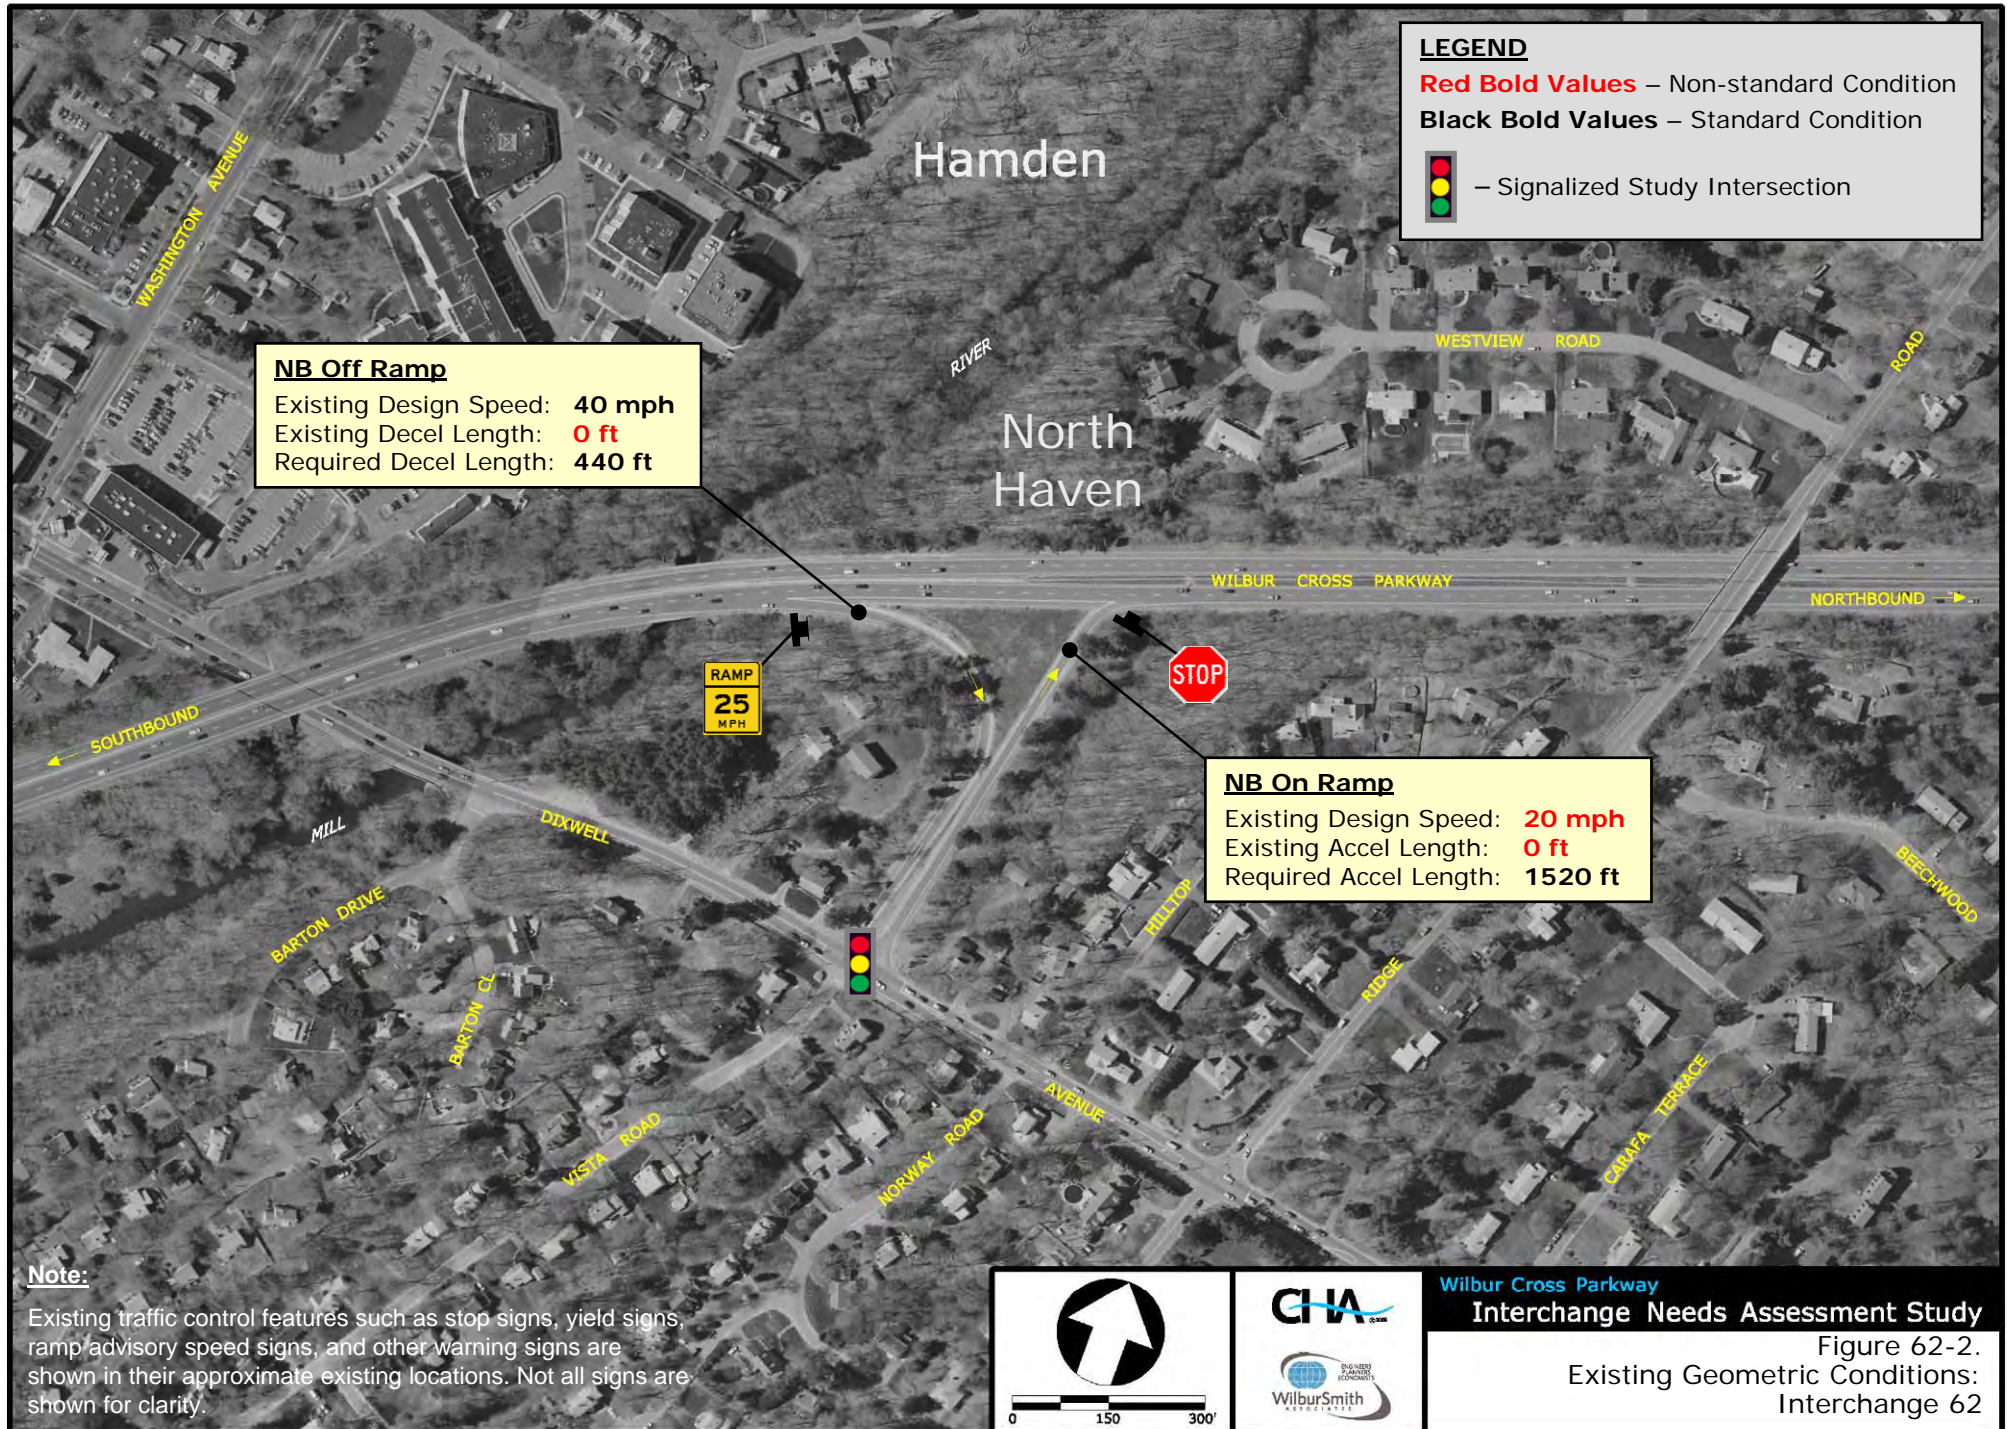 LEGEND
Red Bold Values – Non-standard Condition
Black Bold Values – Standard Condition
– Signalized Study Intersection
Hamden
WASHINGTON AVENUE
RIVER
North
Haven
WESTVIEW ROAD
ROAD
NB Off Ramp
Existing Design Speed: 40 mph
Existing Decel Length: 0 ft
Required Decel Length: 440 ft
WILBUR CROSS PARKWAY
NORTHBOUND
RAMP
25
MPH
STOP
SOUTHBOUND
NB On Ramp
Existing Design Speed: 20 mph
Existing Accel Length: 0 ft
Required Accel Length: 1520 ft
MILL
DIXWELL
BEECHWOOD
BARTON DRIVE
HILLTOP
BARTON CL
RIDGE
AVENUE
VISTA ROAD
NORWAY ROAD
CARAFA TERRACE
Note:
Existing traffic control features such as stop signs, yield signs,
ramp advisory speed signs, and other warning signs are
shown in their approximate existing locations. Not all signs are
shown for clarity.
0 150 300'
CHA
ENGINEERS
PLANNERS
ECONOMISTS
WilburSmith
ASSOCIATES
Wilbur Cross Parkway
Interchange Needs Assessment Study
Figure 62-2.
Existing Geometric Conditions:
Interchange 62